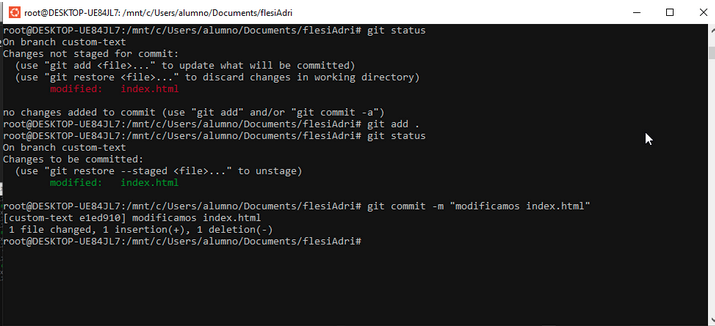 root@DESKTOP-UE84JL7: /mnt/c/Users/alumno/Documents/flesiAdri
root@DESKTOP-UE84JL7:/mnt/c/Users/alumno/Documents/flesiAdri# git status
On branch custom-text
Changes not staged for commit:
  (use "git add <file>..." to update what will be committed)
  (use "git restore <file>..." to discard changes in working directory)
        modified:   index.html

no changes added to commit (use "git add" and/or "git commit -a")
root@DESKTOP-UE84JL7:/mnt/c/Users/alumno/Documents/flesiAdri# git add .
root@DESKTOP-UE84JL7:/mnt/c/Users/alumno/Documents/flesiAdri# git status
On branch custom-text
Changes to be committed:
  (use "git restore --staged <file>..." to unstage)
        modified:   index.html

root@DESKTOP-UE84JL7:/mnt/c/Users/alumno/Documents/flesiAdri# git commit -m "modificamos index.html"
[custom-text e1ed910] modificamos index.html
 1 file changed, 1 insertion(+), 1 deletion(-)
root@DESKTOP-UE84JL7:/mnt/c/Users/alumno/Documents/flesiAdri#